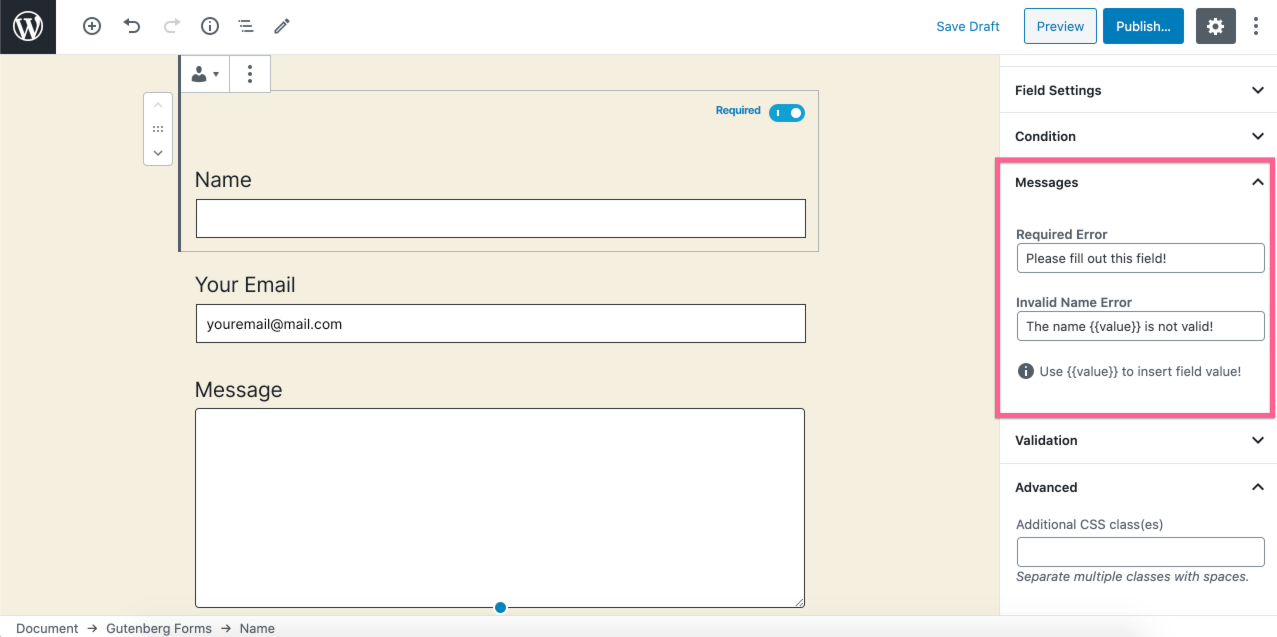 Save Draft
Preview
Publish...
Required
Name
Your Email
youremail@mail.com
Message
Field Settings
Condition
Messages
Required Error
Please fill out this field!
Invalid Name Error
The name {{value}} is not valid!
Use {{value}} to insert field value!
Validation
Advanced
Additional CSS class(es)
Separate multiple classes with spaces.
Document → Gutenberg Forms → Name